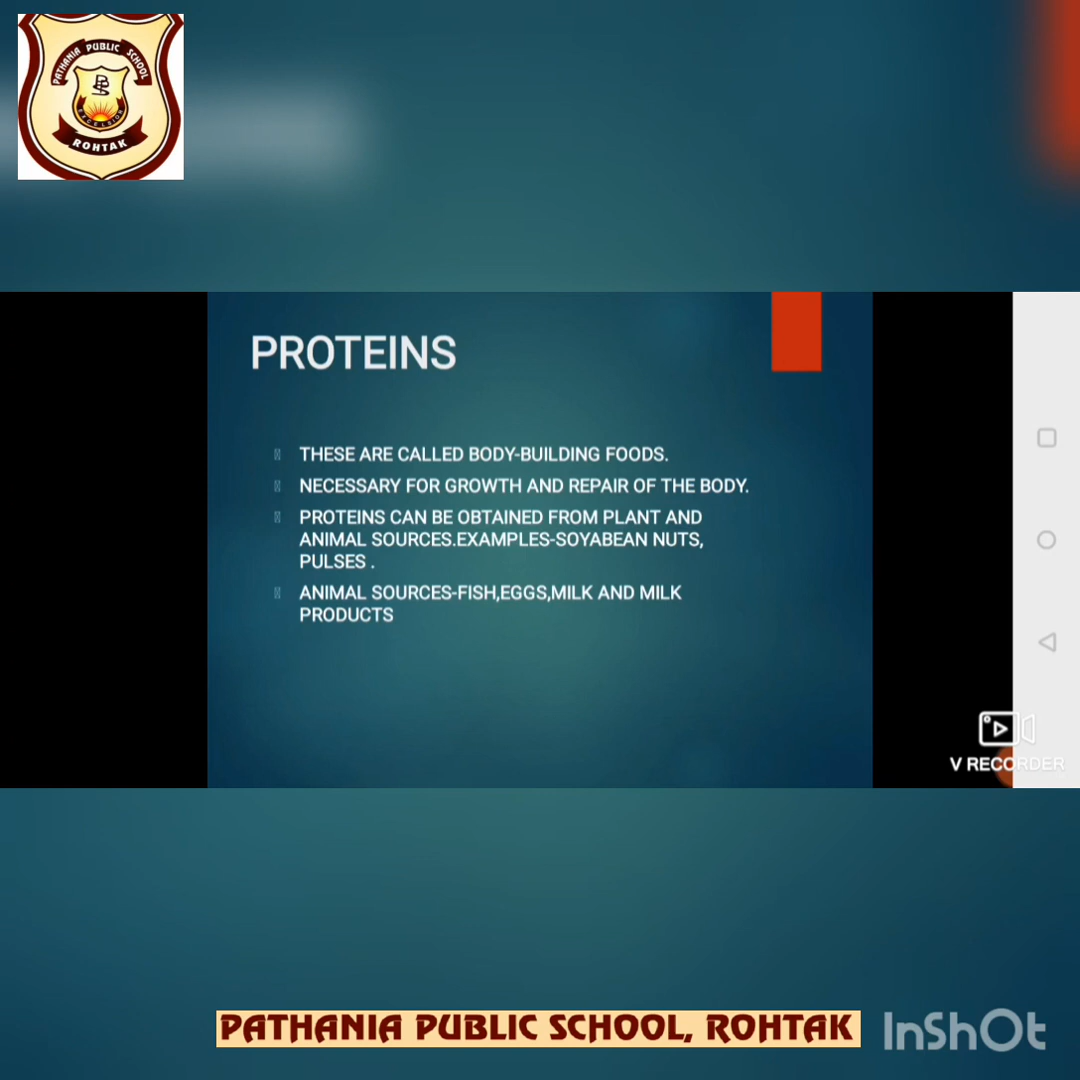 PATHANIA PUBLIC SCHOOL
PPS
EXCELSIOR
ROHTAK
PROTEINS
THESE ARE CALLED BODY-BUILDING FOODS.
NECESSARY FOR GROWTH AND REPAIR OF THE BODY.
PROTEINS CAN BE OBTAINED FROM PLANT AND
ANIMAL SOURCES.EXAMPLES-SOYABEAN NUTS,
PULSES .
ANIMAL SOURCES-FISH,EGGS,MILK AND MILK
PRODUCTS
V RECORDER
PATHANIA PUBLIC SCHOOL, ROHTAK
InShOt